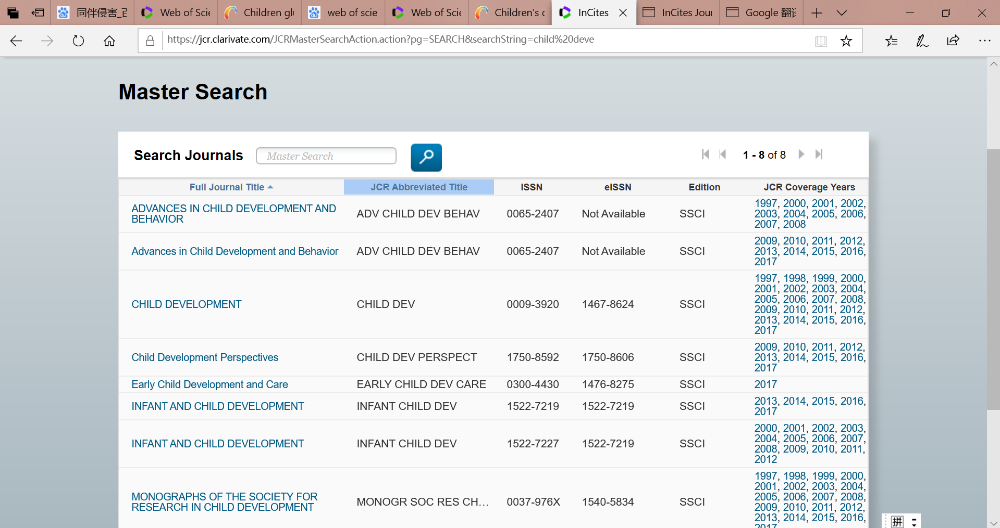 同伴侵害_百
Web of Scie
Children glo
web of scie
Web of Scie
Children's c
InCites
InCites Jour
Google 翻译
https://jcr.clarivate.com/JCRMasterSearchAction.action?pg=SEARCH&searchString=child%20deve
Master Search
Search Journals
Master Search
1 - 8 of 8
Full Journal Title
JCR Abbreviated Title
ISSN
eISSN
Edition
JCR Coverage Years
ADVANCES IN CHILD DEVELOPMENT AND
BEHAVIOR
ADV CHILD DEV BEHAV
0065-2407
Not Available
SSCI
1997, 2000, 2001, 2002,
2003, 2004, 2005, 2006,
2007, 2008
Advances in Child Development and Behavior
ADV CHILD DEV BEHAV
0065-2407
Not Available
SSCI
2009, 2010, 2011, 2012,
2013, 2014, 2015, 2016,
2017
CHILD DEVELOPMENT
CHILD DEV
0009-3920
1467-8624
SSCI
1997, 1998, 1999, 2000,
2001, 2002, 2003, 2004,
2005, 2006, 2007, 2008,
2009, 2010, 2011, 2012,
2013, 2014, 2015, 2016,
2017
Child Development Perspectives
CHILD DEV PERSPECT
1750-8592
1750-8606
SSCI
2009, 2010, 2011, 2012,
2013, 2014, 2015, 2016,
2017
Early Child Development and Care
EARLY CHILD DEV CARE
0300-4430
1476-8275
SSCI
2017
INFANT AND CHILD DEVELOPMENT
INFANT CHILD DEV
1522-7219
1522-7219
SSCI
2013, 2014, 2015, 2016,
2017
INFANT AND CHILD DEVELOPMENT
INFANT CHILD DEV
1522-7227
1522-7219
SSCI
2000, 2001, 2002, 2003,
2004, 2005, 2006, 2007,
2008, 2009, 2010, 2011,
2012
MONOGRAPHS OF THE SOCIETY FOR
RESEARCH IN CHILD DEVELOPMENT
MONOGR SOC RES CH...
0037-976X
1540-5834
SSCI
1997, 1998, 1999, 2000,
2001, 2002, 2003, 2004,
2005, 2006, 2007, 2008,
2009, 2010, 2011, 2012,
2013, 2014, 2015, 2016,
2017
拼